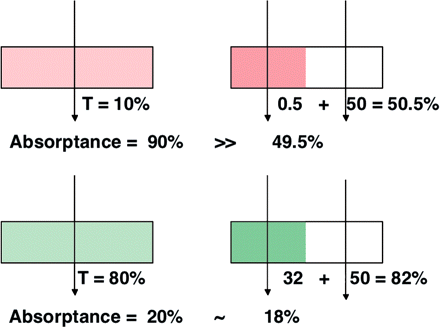 T = 10%
0.5 + 50 = 50.5%
Absorptance = 90% >> 49.5%
T = 80%
32 + 50 = 82%
Absorptance = 20% ~ 18%